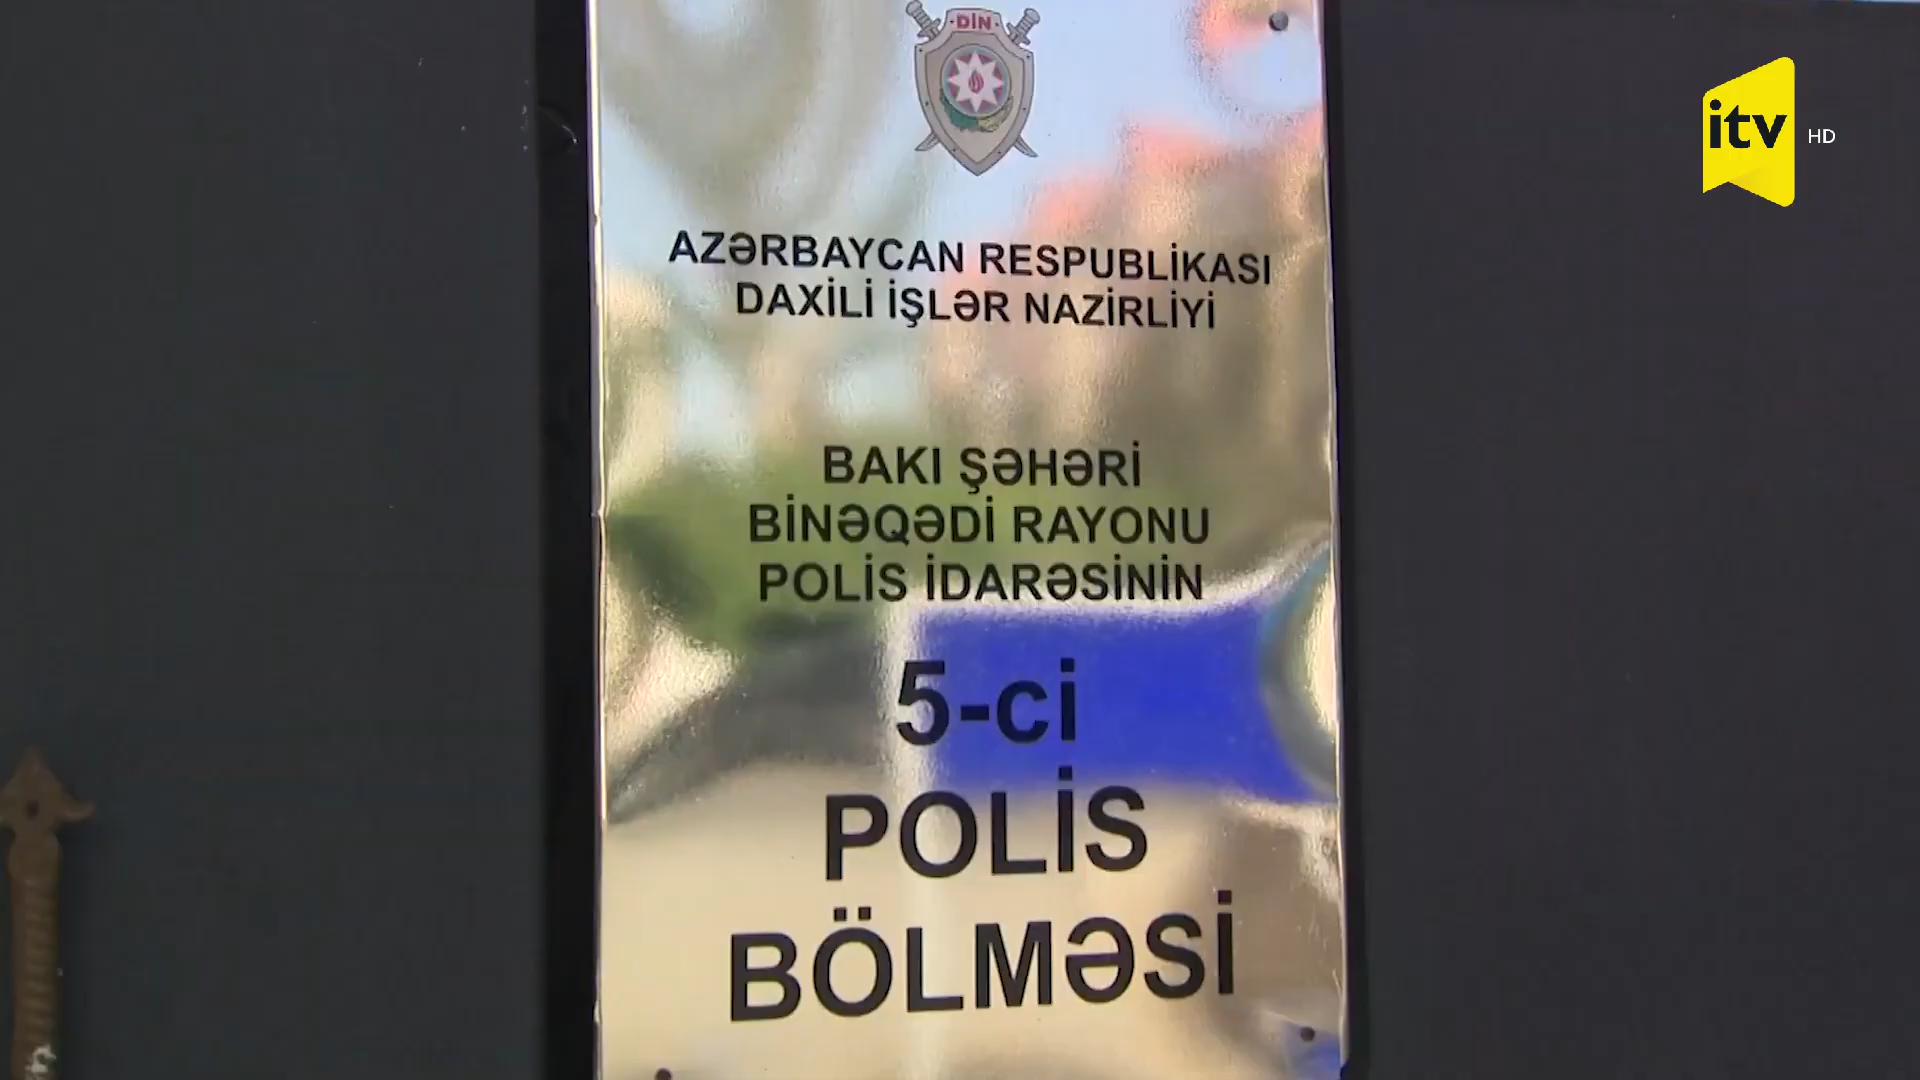 DİN
AZƏRBAYCAN RESPUBLİKASI
DAXİLİ İŞLƏR NAZİRLİYİ
BAKI ŞƏHƏRİ
BİNƏQƏDİ RAYONU
POLİS İDARƏSİNİN
5-ci
POLİS
BÖLMƏSİ
itv HD